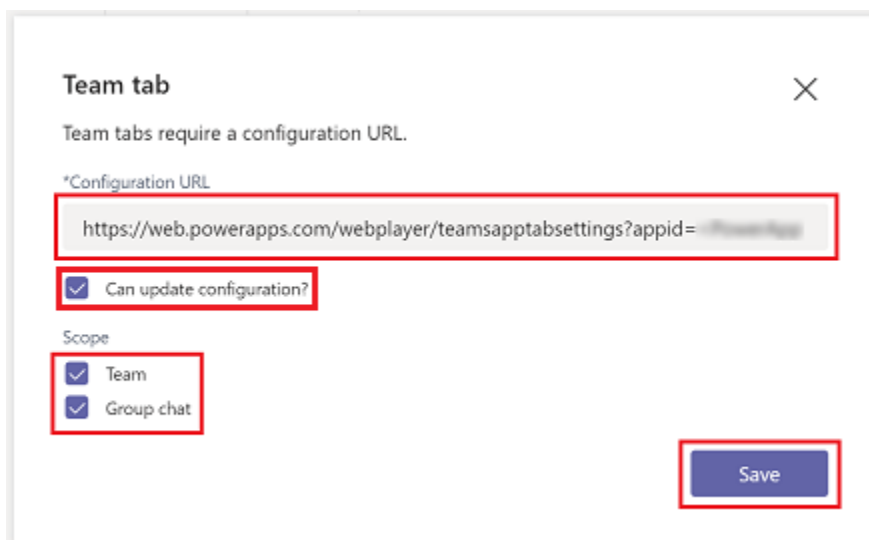 Team tab
Team tabs require a configuration URL.
*Configuration URL
https://web.powerapps.com/webplayer/teamsapptabsettings?appid=
Can update configuration?
Scope
Team
Group chat
Save